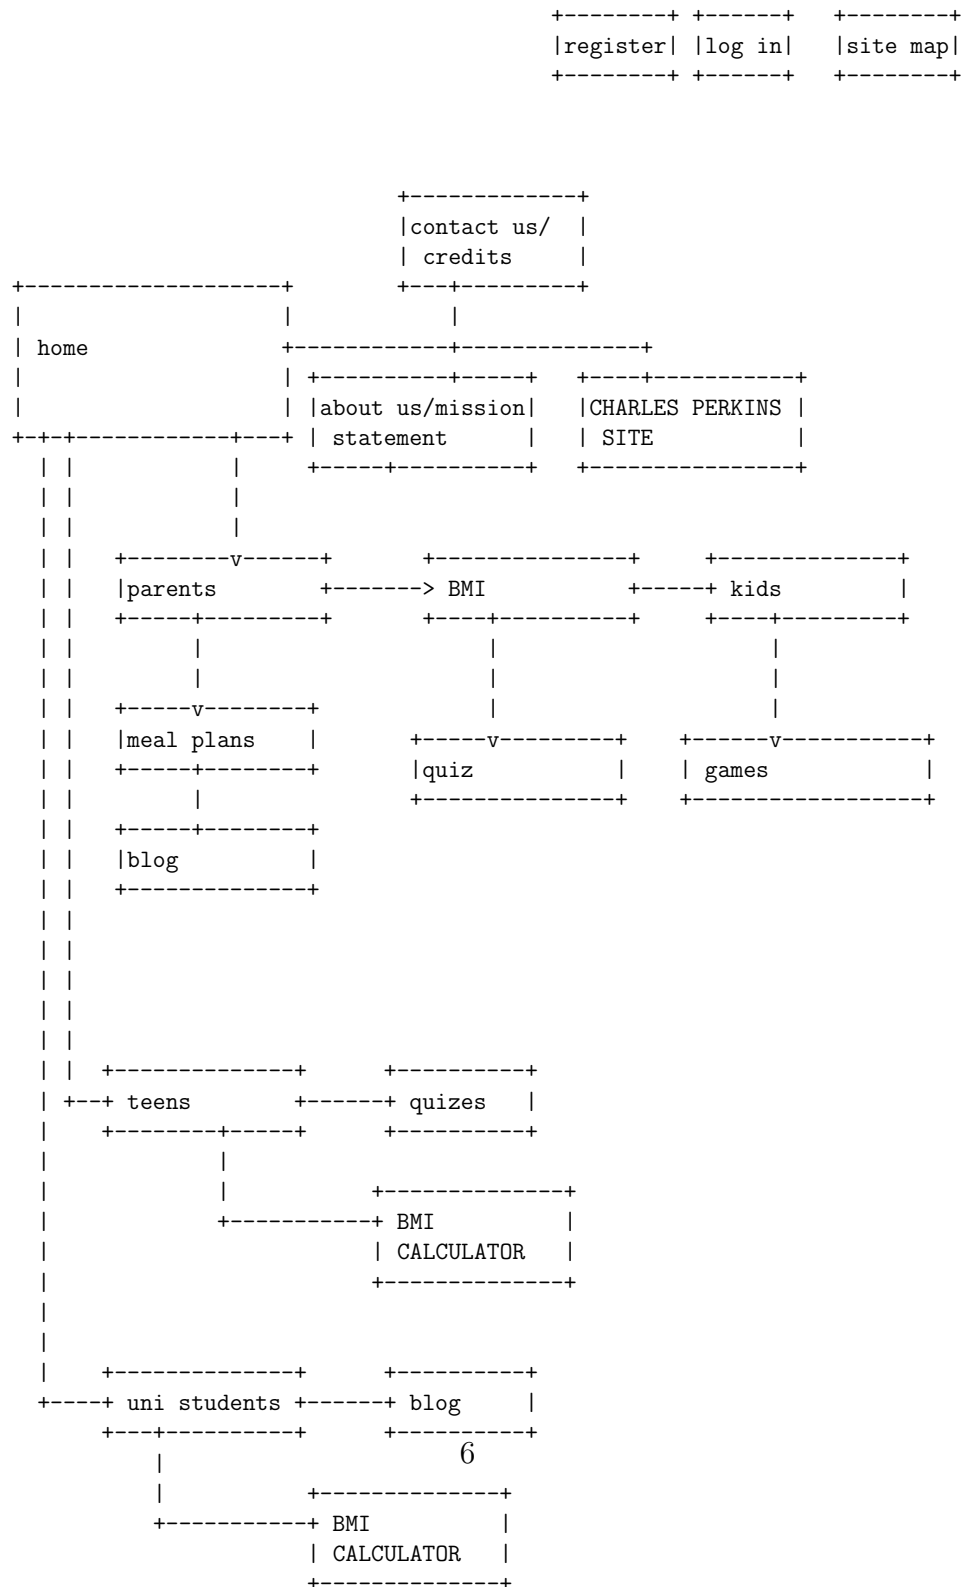 register log in site map
contact us/
credits
home
about us/mission CHARLES PERKINS
statement SITE
parents BMI kids
meal plans
quiz games
blog
teens quizes
BMI
CALCULATOR
uni students blog
6
BMI
CALCULATOR